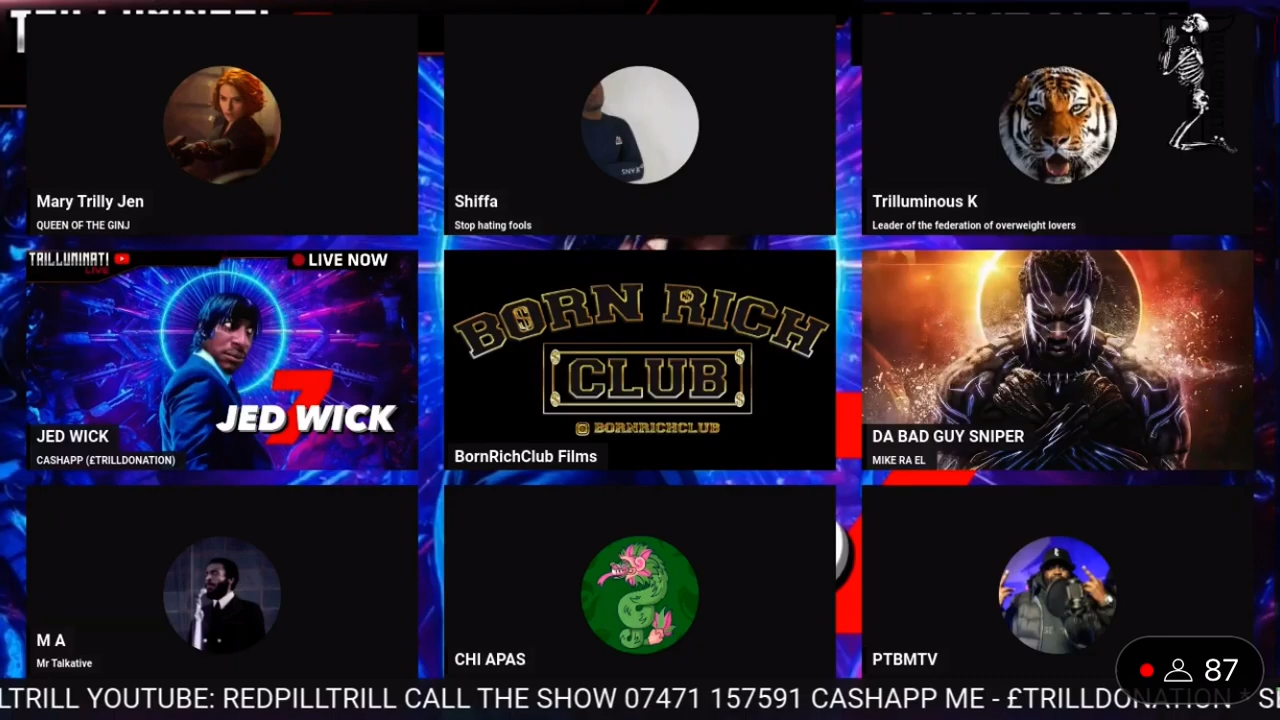 Mary Trilly Jen
QUEEN OF THE GINJ
Shiffa
Stop hating fools
Trilluminous K
Leader of the federation of overweight lovers
TRILLUMINATI
LIVE
LIVE NOW
7
JED WICK
JED WICK
CASHAPP (£TRILLDONATION)
BORN RICH
CLUB
@ BORNRICHCLUB
BornRichClub Films
DA BAD GUY SNIPER
MIKE RA EL
M A
Mr Talkative
CHI APAS
PTBMTV
87
LTRILL YOUTUBE: REDPILLTRILL CALL THE SHOW 07471 157591 CASHAPP ME - £TRILLDONATION * S